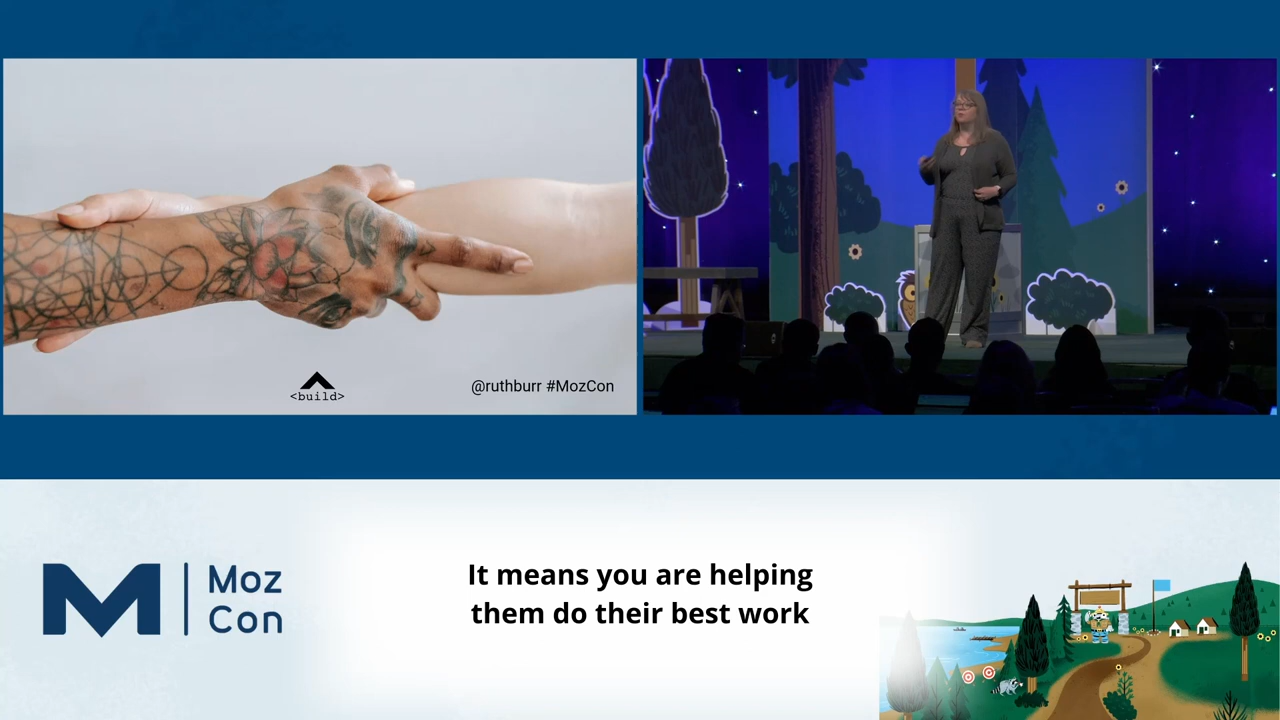 <build>
@ruthburr #MozCon
Moz
Con
It means you are helping
them do their best work